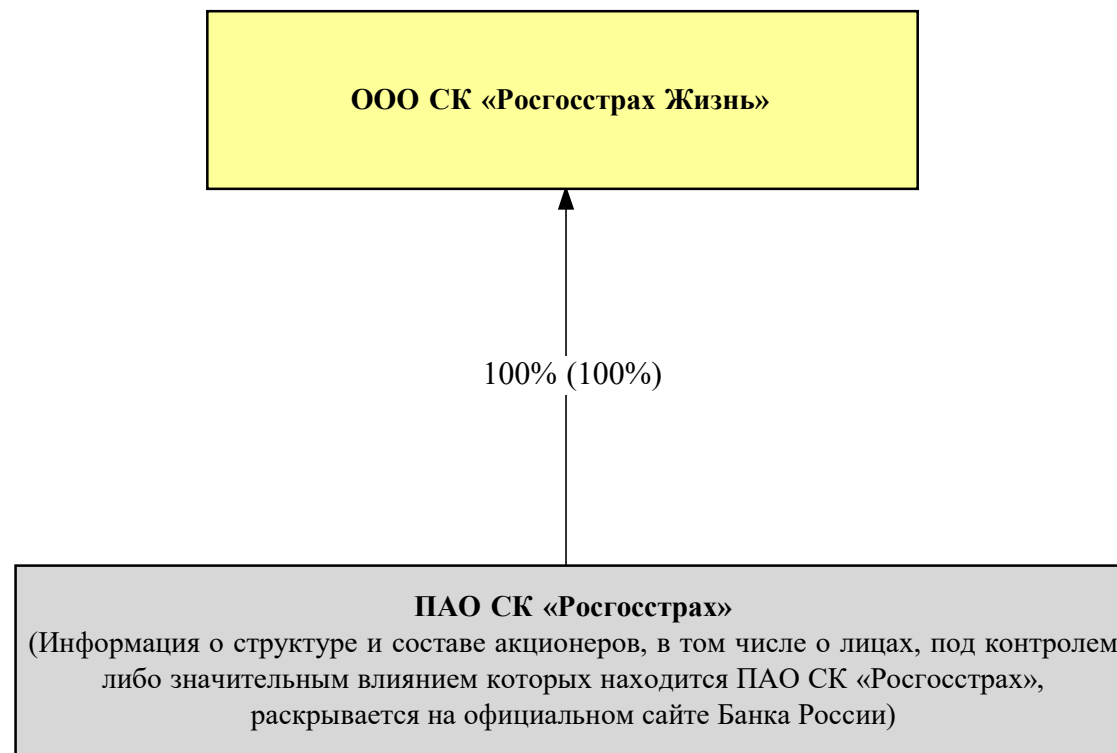 ООО СК «Росгосстрах Жизнь»
100% (100%)
ПАО СК «Росгосстрах»
(Информация о структуре и составе акционеров, в том числе о лицах, под контролем
либо значительным влиянием которых находится ПАО СК «Росгосстрах»,
раскрывается на официальном сайте Банка России)